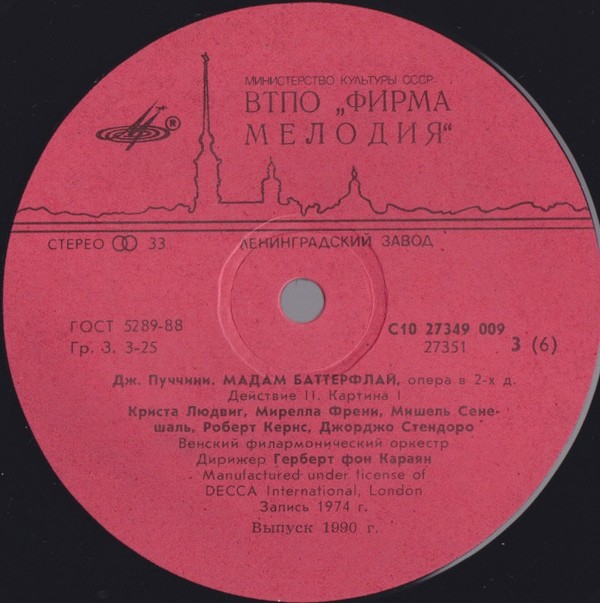 МИНИСТЕРСТВО КУЛЬТУРЫ СССР
ВТПО „ФИРМА
МЕЛОДИЯ“
®
СТЕРЕО 33 ЛЕНИНГРАДСКИЙ ЗАВОД
ГОСТ 5289-88 С10 27349 009
Гр. 3. 3-25 27351 3 (6)
Дж. Пуччини. МАДАМ БАТТЕРФЛАЙ, опера в 2-х д.
Действие II. Картина I
Криста Людвиг, Мирелла Френи, Мишель Сене-
шаль, Роберт Кернс, Джорджо Стендоро
Венский филармонический оркестр
Дирижер Герберт фон Караян
Manufactured under license of
DECCA International, London
Запись 1974 г.
Выпуск 1990 г.